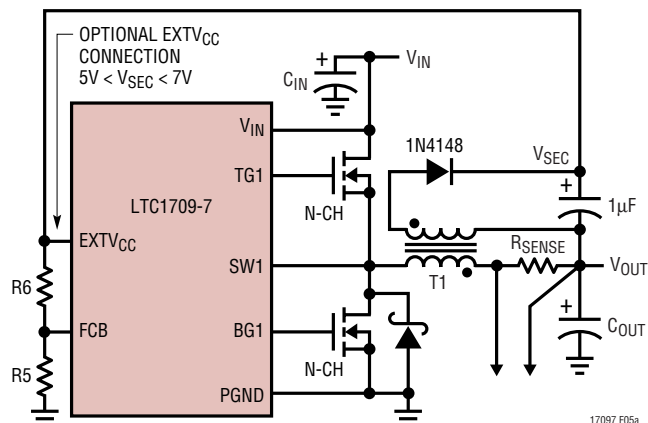 OPTIONAL EXTVCC
CONNECTION
5V < VSEC < 7V
+
CIN
VIN
VIN
1N4148
VSEC
TG1
+
1µF
LTC1709-7
N-CH
EXTVCC
RSENSE
R6
SW1
T1
VOUT
FCB
BG1
+
COUT
R5
N-CH
PGND
17097 F05a